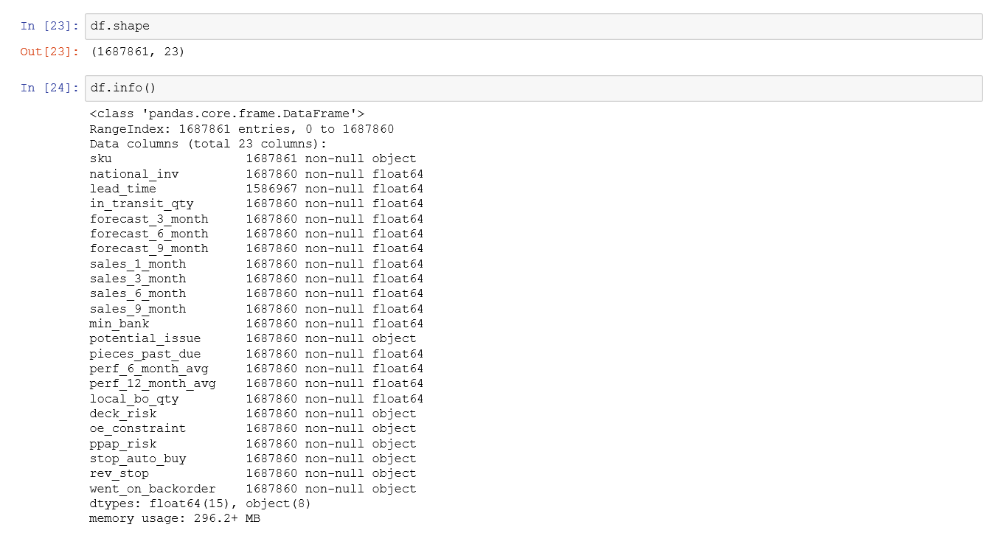 In [23]: df.shape
Out[23]: (1687861, 23)
In [24]: df.info()
<class 'pandas.core.frame.DataFrame'>
RangeIndex: 1687861 entries, 0 to 1687860
Data columns (total 23 columns):
sku                  1687861 non-null object
national_inv         1687860 non-null float64
lead_time            1586967 non-null float64
in_transit_qty       1687860 non-null float64
forecast_3_month     1687860 non-null float64
forecast_6_month     1687860 non-null float64
forecast_9_month     1687860 non-null float64
sales_1_month        1687860 non-null float64
sales_3_month        1687860 non-null float64
sales_6_month        1687860 non-null float64
sales_9_month        1687860 non-null float64
min_bank             1687860 non-null float64
potential_issue      1687860 non-null object
pieces_past_due      1687860 non-null float64
perf_6_month_avg     1687860 non-null float64
perf_12_month_avg    1687860 non-null float64
local_bo_qty         1687860 non-null float64
deck_risk            1687860 non-null object
oe_constraint        1687860 non-null object
ppap_risk            1687860 non-null object
stop_auto_buy        1687860 non-null object
rev_stop             1687860 non-null object
went_on_backorder    1687860 non-null object
dtypes: float64(15), object(8)
memory usage: 296.2+ MB